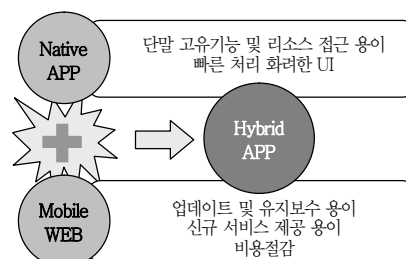 Native
APP
단말 고유기능 및 리소스 접근 용이
빠른 처리 화려한 UI
Hybrid
APP
Mobile
WEB
업데이트 및 유지보수 용이
신규 서비스 제공 용이
비용절감